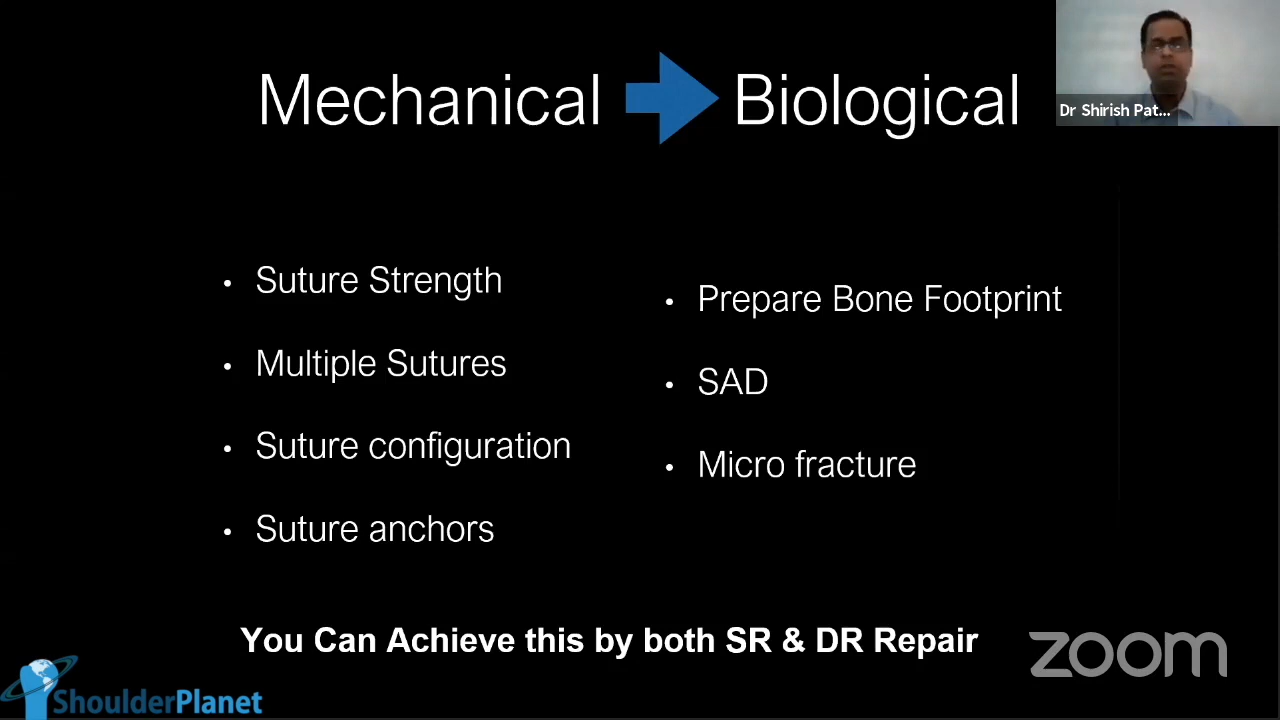 Mechanical Biological
Dr Shirish Pat...
Suture Strength
Multiple Sutures
Suture configuration
Suture anchors
Prepare Bone Footprint
SAD
Micro fracture
You Can Achieve this by both SR & DR Repair
zoom
ShoulderPlanet